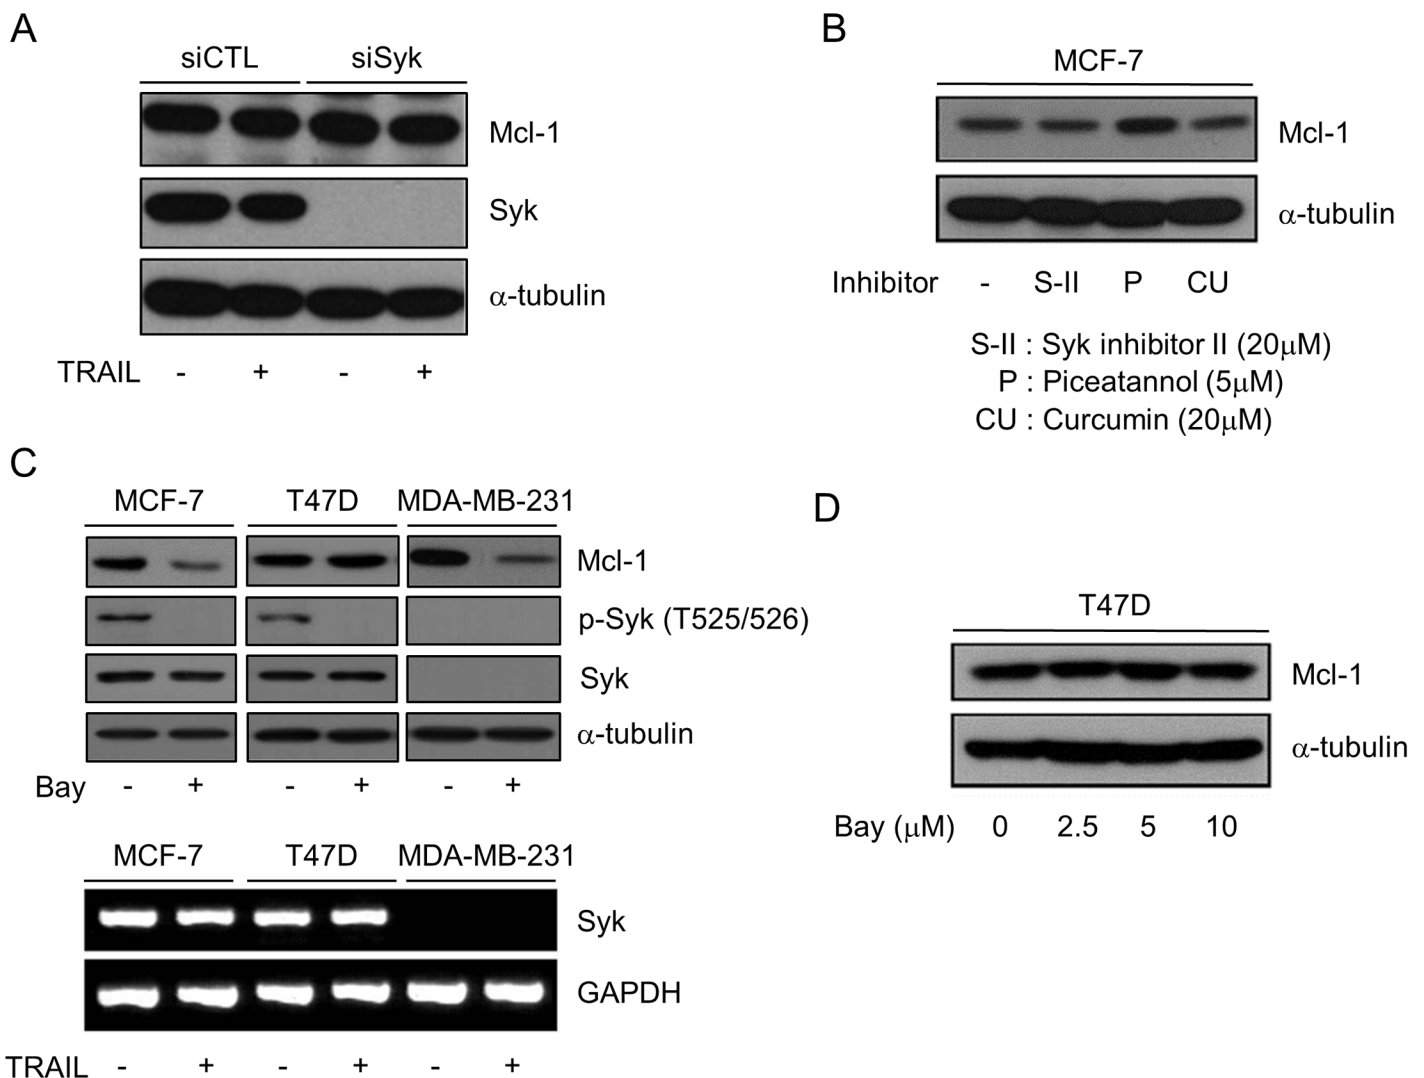 A
siCTL siSyk
Mcl-1
Syk
α-tubulin
TRAIL - + - +
B
MCF-7
Mcl-1
α-tubulin
Inhibitor - S-II P CU
S-II : Syk inhibitor II (20μM)
P : Piceatannol (5μM)
CU : Curcumin (20μM)
C
MCF-7 T47D MDA-MB-231
Mcl-1
p-Syk (T525/526)
Syk
α-tubulin
Bay - + - + - +
MCF-7 T47D MDA-MB-231
Syk
GAPDH
TRAIL - + - + - +
D
T47D
Mcl-1
α-tubulin
Bay (μM) 0 2.5 5 10